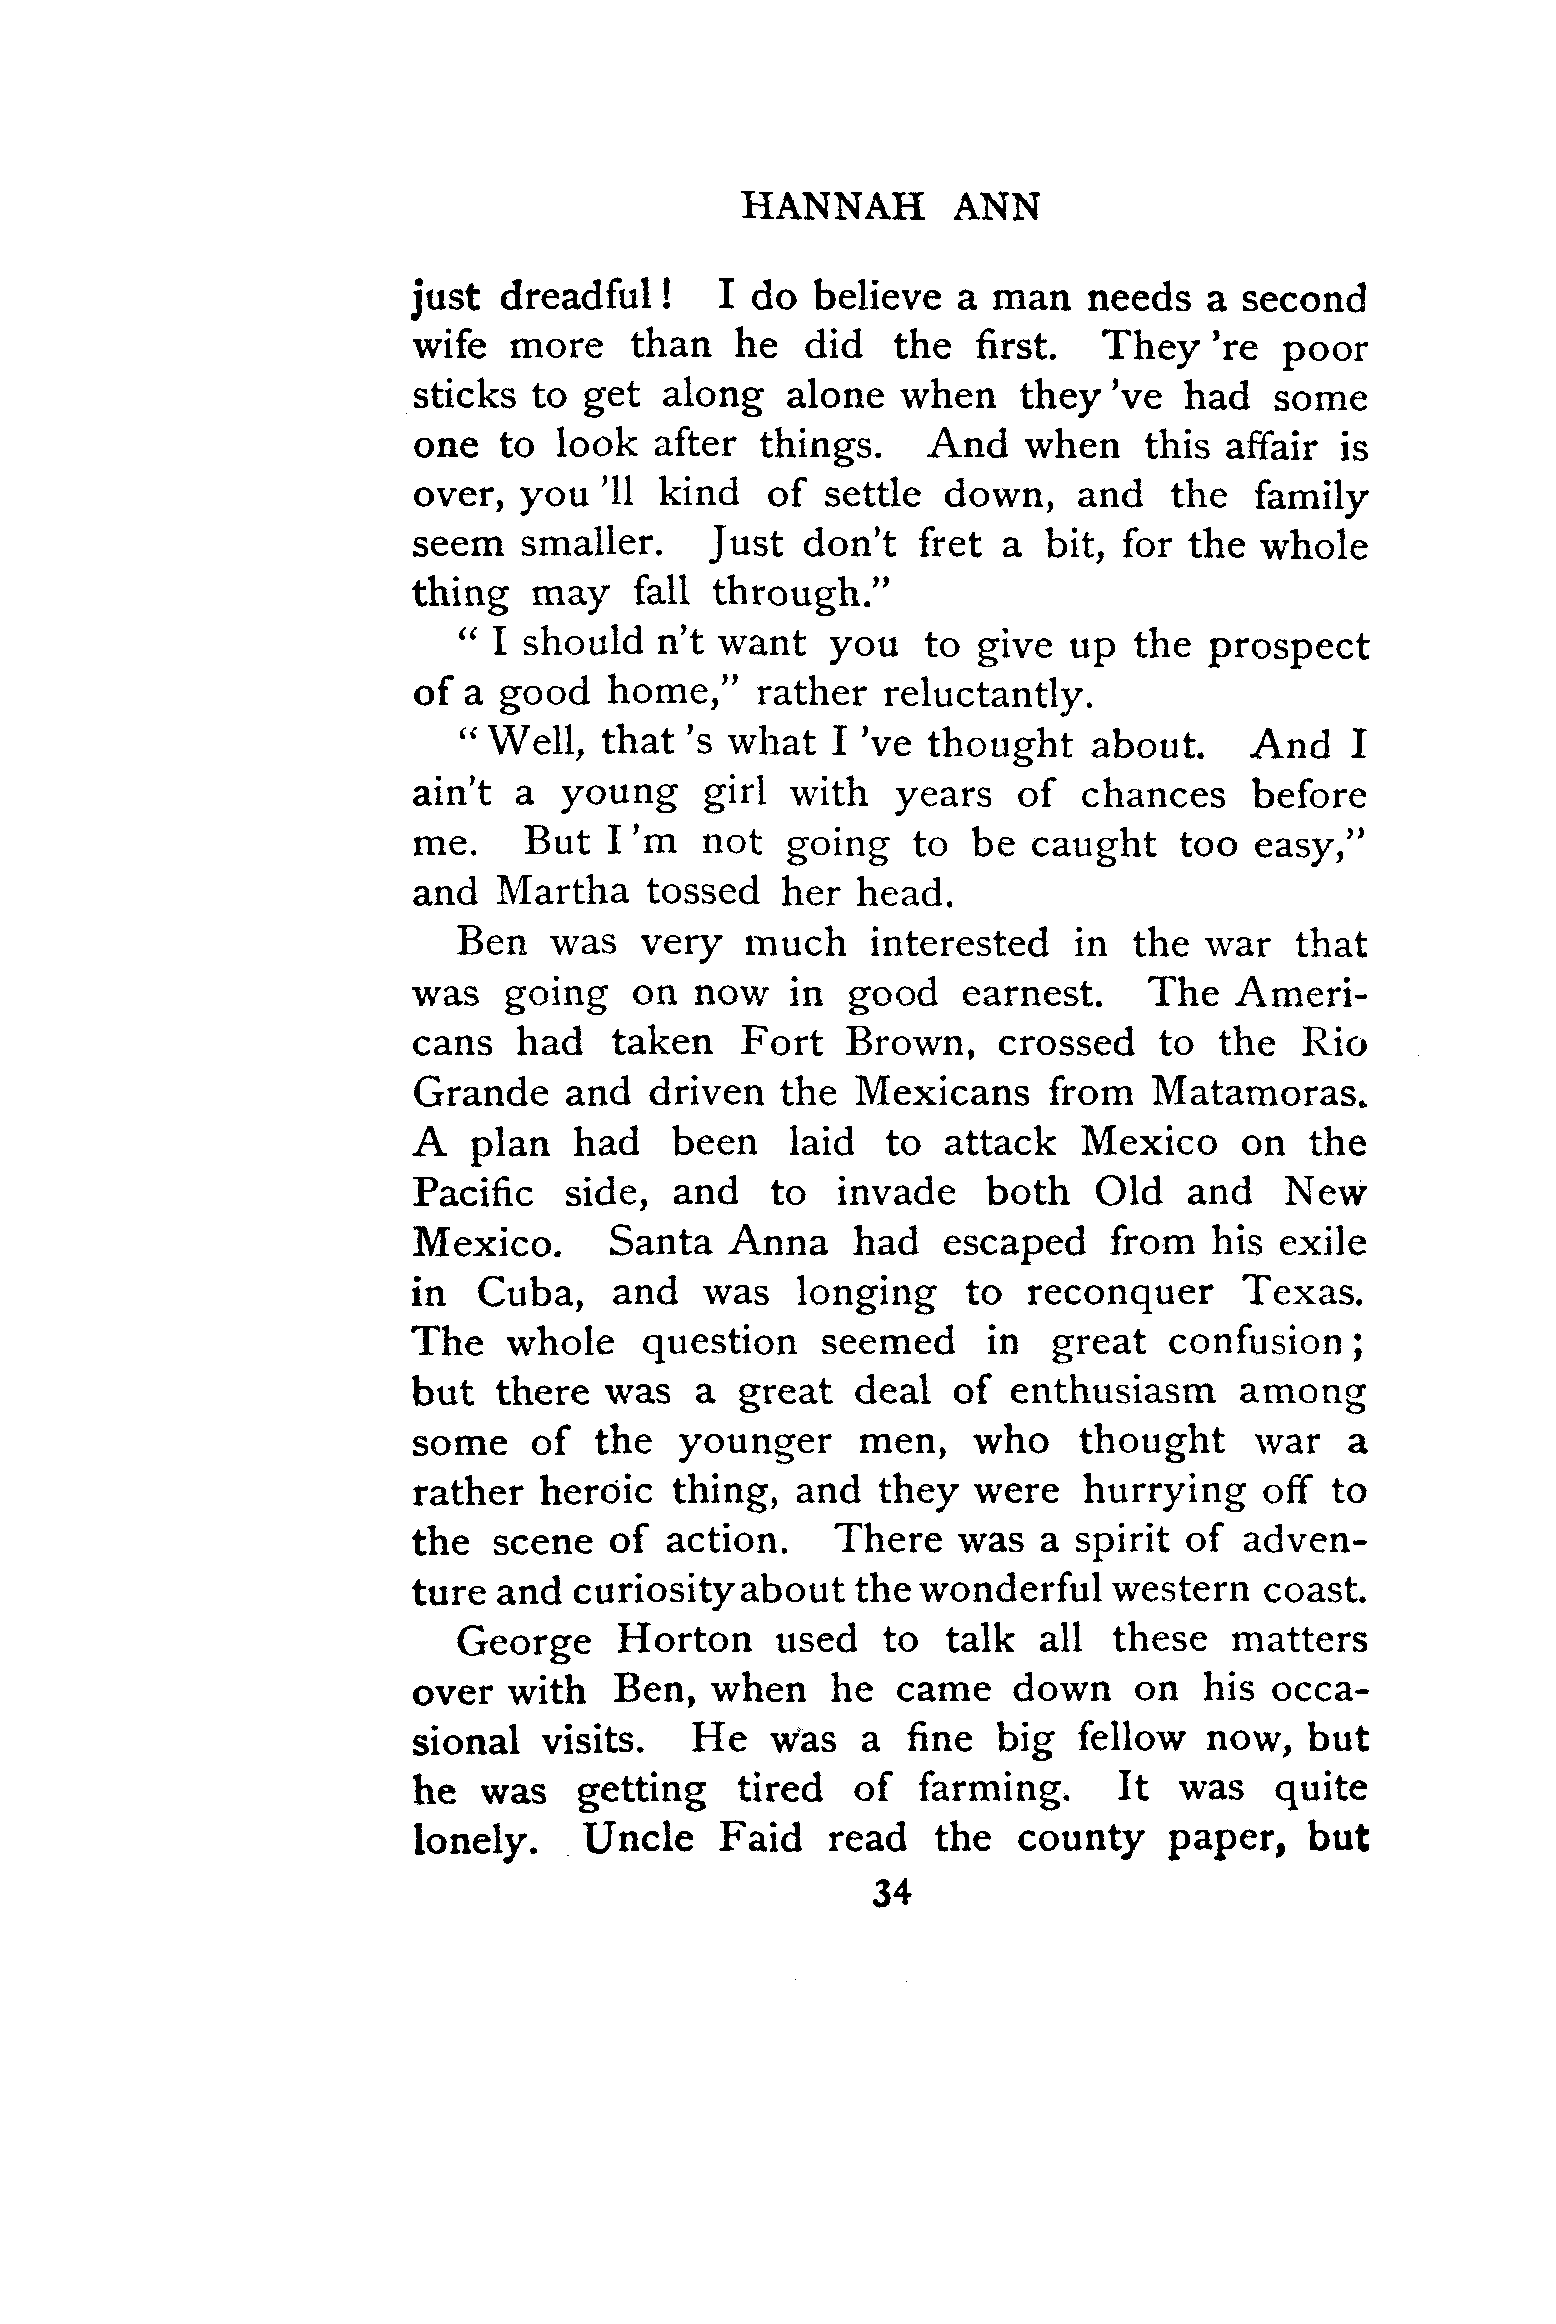 HANNAH ANN
just dreadful! I do believe a man needs a second
wife more than he did the first. They 're poor
sticks to get along alone when they 've had some
one to look after things. And when this affair is
over, you 'll kind of settle down, and the family
seem smaller. Just don't fret a bit, for the whole
thing may fall through."
" I should n't want you to give up the prospect
of a good home," rather reluctantly.
" Well, that 's what I 've thought about. And I
ain't a young girl with years of chances before
me. But I 'm not going to be caught too easy,"
and Martha tossed her head.
Ben was very much interested in the war that
was going on now in good earnest. The Ameri-
cans had taken Fort Brown, crossed to the Rio
Grande and driven the Mexicans from Matamoras.
A plan had been laid to attack Mexico on the
Pacific side, and to invade both Old and New
Mexico. Santa Anna had escaped from his exile
in Cuba, and was longing to reconquer Texas.
The whole question seemed in great confusion;
but there was a great deal of enthusiasm among
some of the younger men, who thought war a
rather heroic thing, and they were hurrying off to
the scene of action. There was a spirit of adven-
ture and curiosity about the wonderful western coast.
George Horton used to talk all these matters
over with Ben, when he came down on his occa-
sional visits. He was a fine big fellow now, but
he was getting tired of farming. It was quite
lonely. Uncle Faid read the county paper, but
34